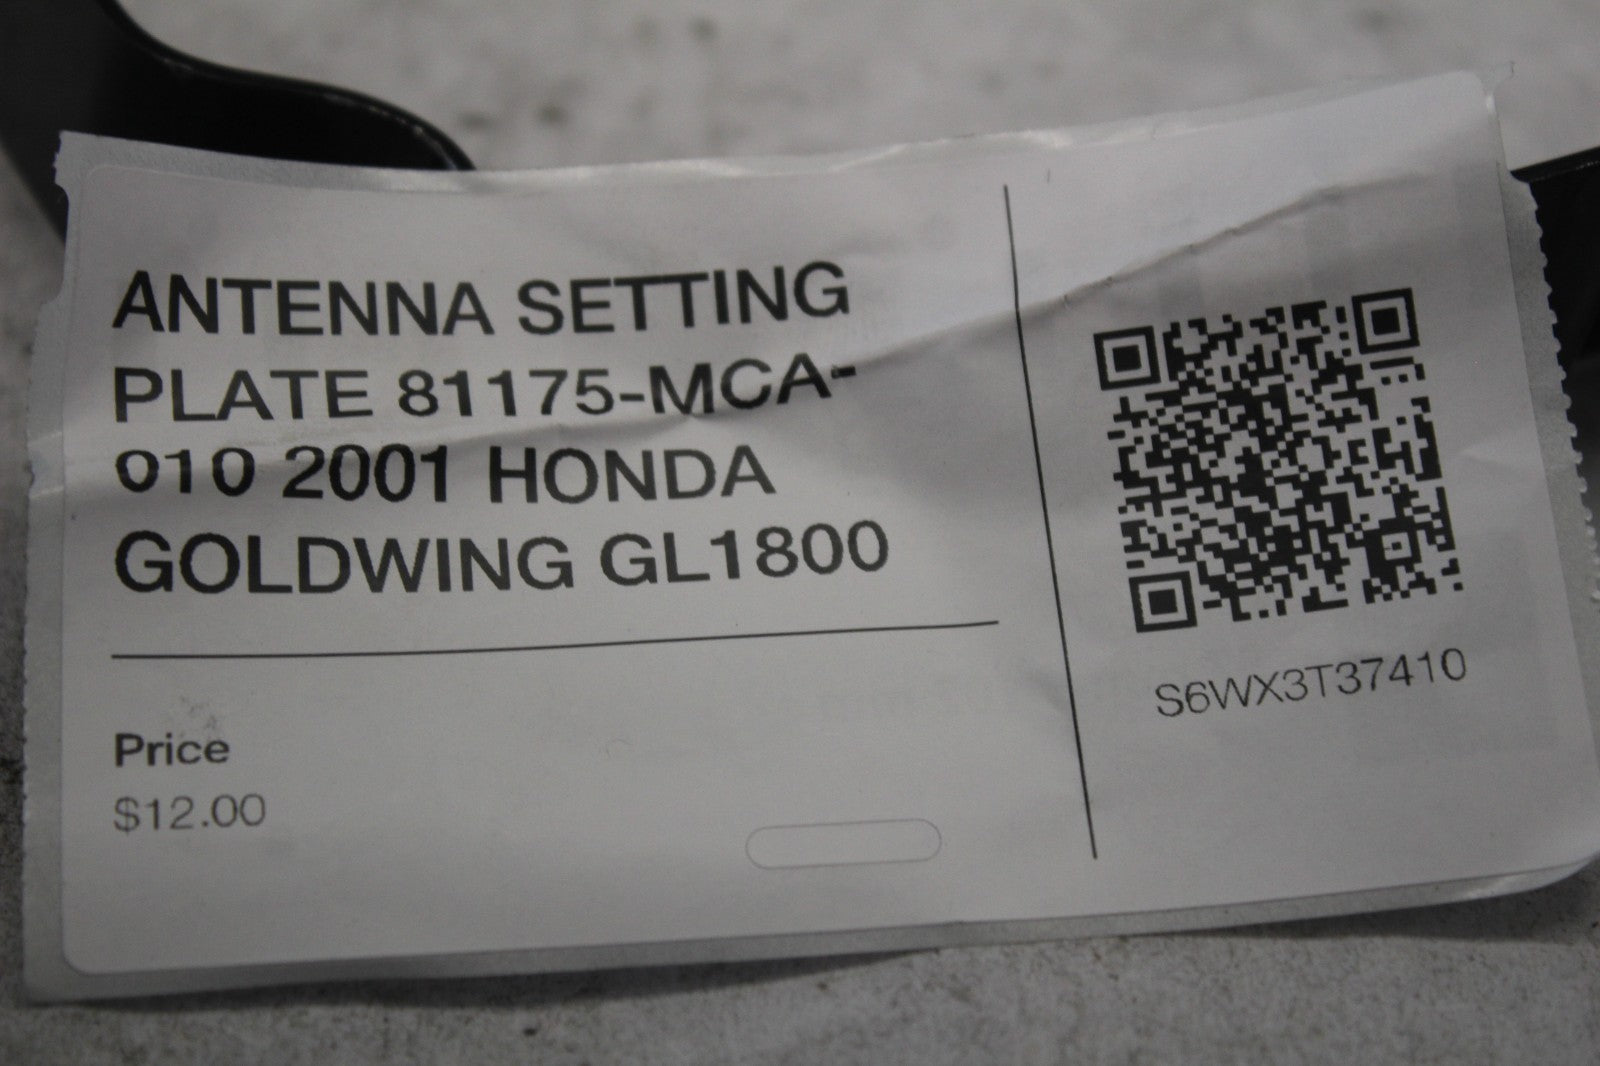 ANTENNA SETTING
PLATE 81175-MCA-
010 2001 HONDA
GOLDWING GL1800
Price
$12.00
S6WX3T37410